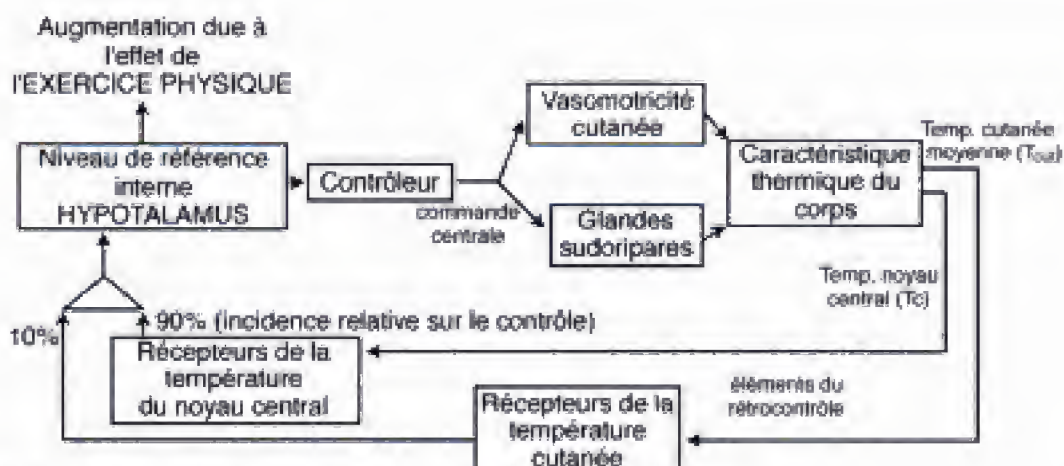 Augmentation due à
l'effet de
l'EXERCICE PHYSIQUE
Niveau de référence
interne
HYPOTALAMUS
Contrôleur
commande
centrale
Vasomotricité
cutanée
Glandes
sudoripares
Caractéristique
thermique du
corps
Temp. cutanée
moyenne (Tcut)
Temp. noyau
central (Tc)
10%
90% (incidence relative sur le contrôle)
Récepteurs de la
température
du noyau central
éléments du
rétrocontrôle
Récepteurs de la
température
cutanée